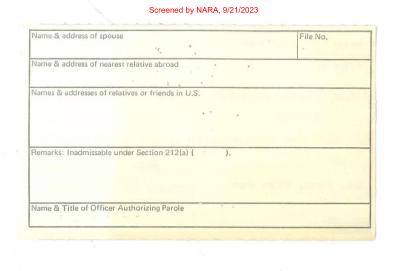 Screened by NARA, 9/21/2023
Name & address of spouse
File No.
Name & address of nearest relative abroad
Names & addresses of relatives or friends in U.S.
Remarks: Inadmissable under Section 212(a) ( ).
Name & Title of Officer Authorizing Parole